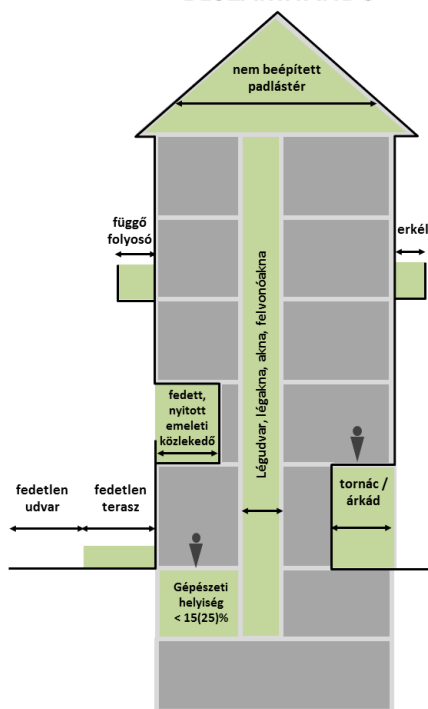 nem beépített
padlástér
függő
folyosó
erkél
Légudvar, légakna, akna, felvonóakna
fedett,
nyitott
emeleti
közlekedő
fedetlen
udvar
fedetlen
terasz
tornác /
árkád
Gépészeti
helyiség
< 15(25)%